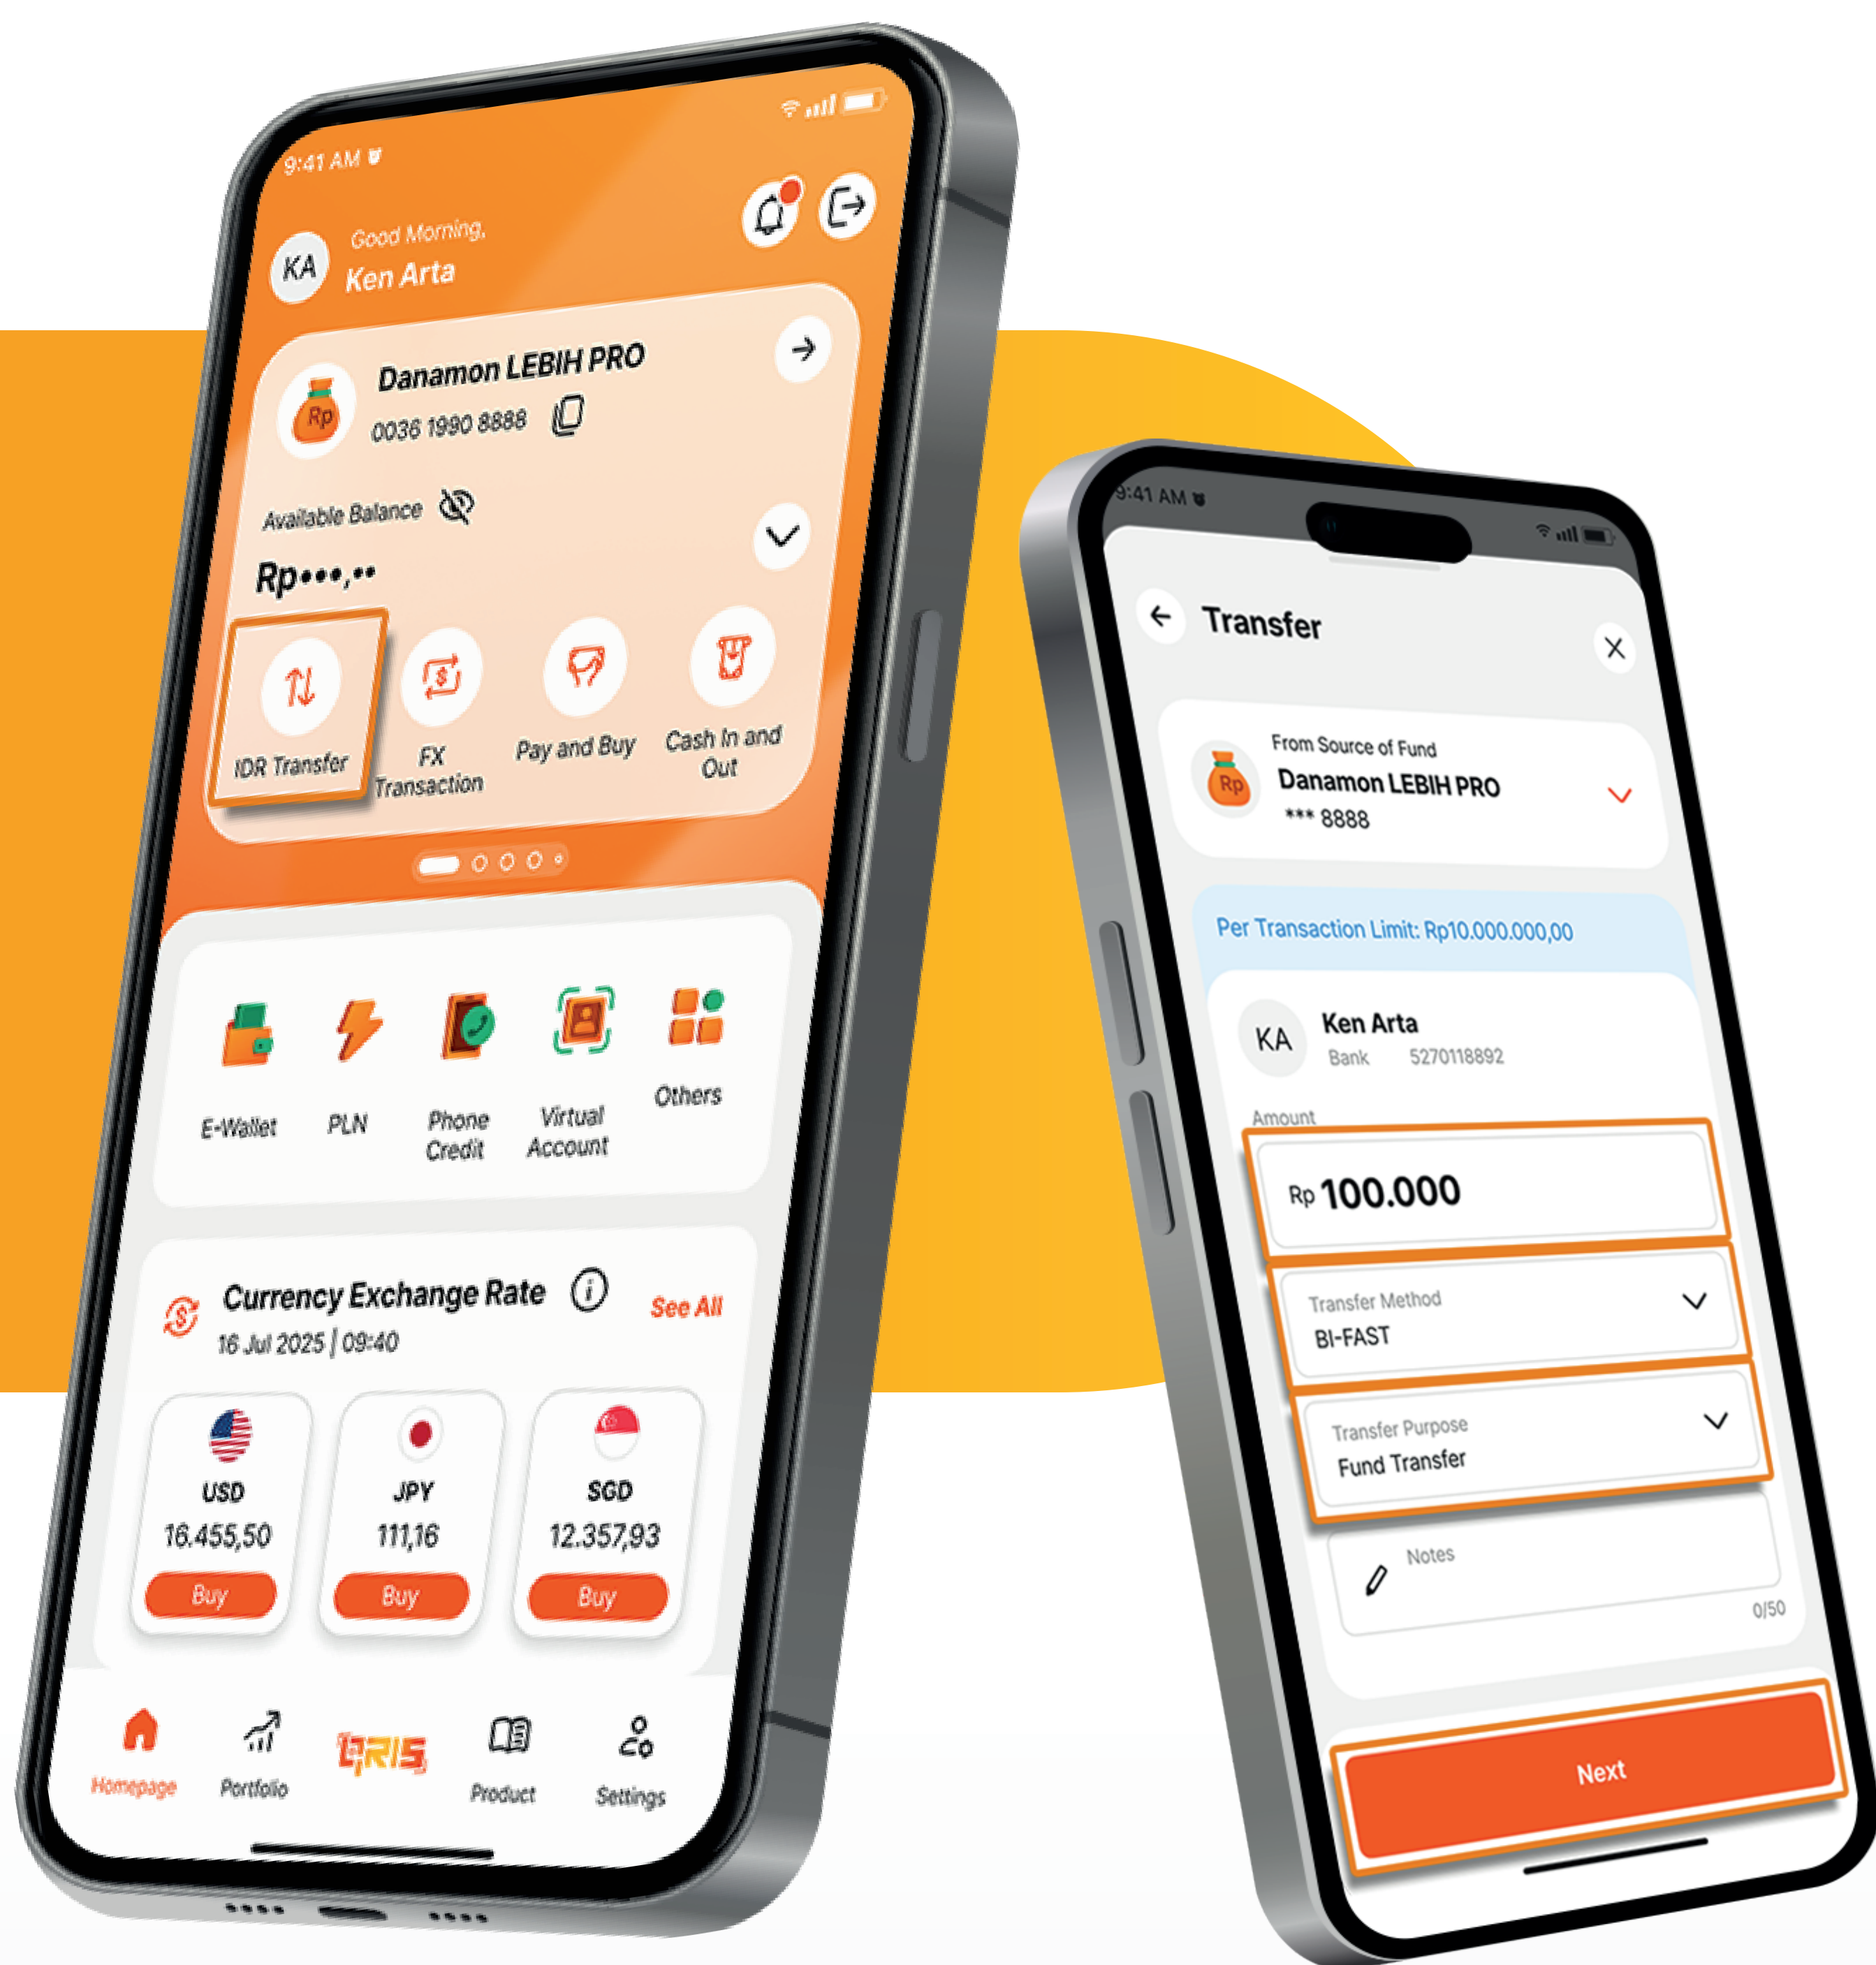 9:41 AM
KA
Good Morning,
Ken Arta
Rp
Danamon LEBIH PRO
0036 1990 8888
Available Balance
Rp•••,••
IDR Transfer
FX
Transaction
Pay and Buy
Cash In and
Out
E-Wallet
PLN
Phone
Credit
Virtual
Account
Others
Currency Exchange Rate
See All
16 Jul 2025 | 09:40
USD
16.455,50
Buy
JPY
111,16
Buy
SGD
12.357,93
Buy
Homepage
Portfolio
QRIS
Product
Settings
9:41 AM
Transfer
Rp
From Source of Fund
Danamon LEBIH PRO
*** 8888
Per Transaction Limit: Rp10.000.000,00
KA
Ken Arta
Bank 5270118892
Amount
Rp 100.000
Transfer Method
BI-FAST
Transfer Purpose
Fund Transfer
Notes
0/50
Next